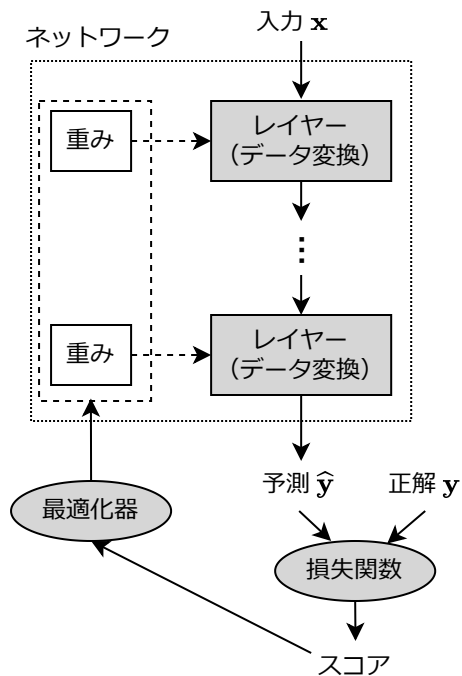 入力 x
ネットワーク
重み
レイヤー
（データ変換）
⋮
重み
レイヤー
（データ変換）
予測 ŷ
正解 y
最適化器
損失関数
スコア